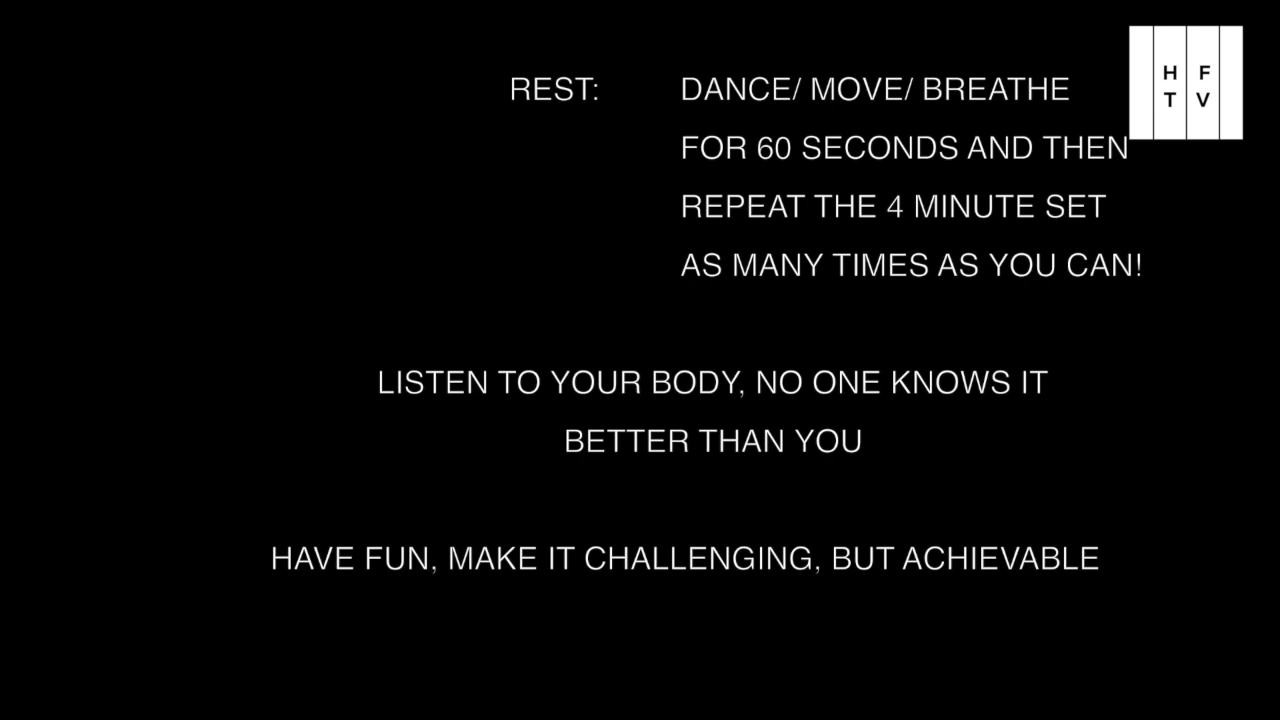 REST: DANCE/ MOVE/ BREATHE
FOR 60 SECONDS AND THEN
REPEAT THE 4 MINUTE SET
AS MANY TIMES AS YOU CAN!
LISTEN TO YOUR BODY, NO ONE KNOWS IT
BETTER THAN YOU
HAVE FUN, MAKE IT CHALLENGING, BUT ACHIEVABLE
H F
T V